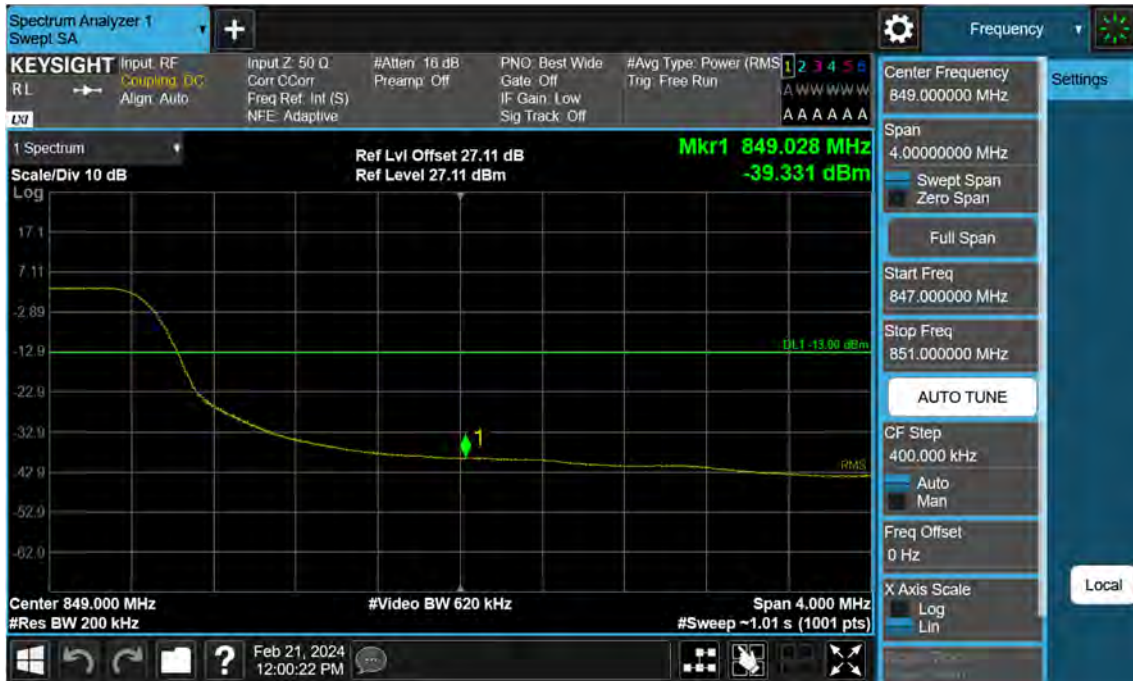 Spectrum Analyzer 1
Swept SA
Frequency
KEYSIGHT
RL
LXI
Input: RF
Coupling: DC
Align: Auto
Input Z: 50 Ω
Corr CCorr
Freq Ref: Int (S)
NFE: Adaptive
#Atten: 16 dB
Preamp: Off
PNO: Best Wide
Gate: Off
IF Gain: Low
Sig Track: Off
#Avg Type: Power (RMS
Trig: Free Run
1 2 3 4 5 6
A W W W W W
A A A A A A
1 Spectrum
Scale/Div 10 dB
Ref Lvl Offset 27.11 dB
Ref Level 27.11 dBm
Mkr1 849.028 MHz
-39.331 dBm
Log
17.1
7.11
-2.89
-12.9
-22.9
-32.9
-42.9
-52.9
-62.9
DL1 -13.00 dBm
1
RMS
Center 849.000 MHz
#Res BW 200 kHz
#Video BW 620 kHz
Span 4.000 MHz
#Sweep ~1.01 s (1001 pts)
Center Frequency
849.000000 MHz
Settings
Span
4.00000000 MHz
Swept Span
Zero Span
Full Span
Start Freq
847.000000 MHz
Stop Freq
851.000000 MHz
AUTO TUNE
CF Step
400.000 kHz
Auto
Man
Freq Offset
0 Hz
X Axis Scale
Log
Lin
Local
?
Feb 21, 2024
12:00:22 PM